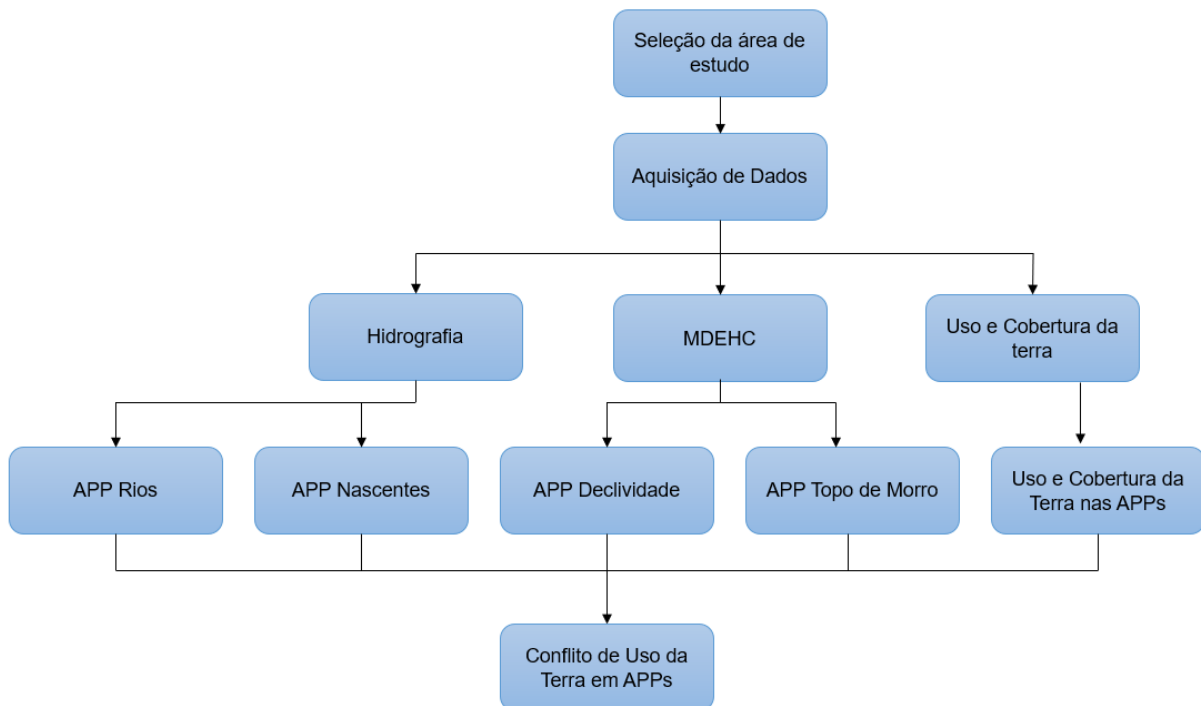 Seleção da área de
estudo
Aquisição de Dados
Hidrografia
MDEHC
Uso e Cobertura da
terra
APP Rios
APP Nascentes
APP Declividade
APP Topo de Morro
Uso e Cobertura da
Terra nas APPs
Conflito de Uso da
Terra em APPs